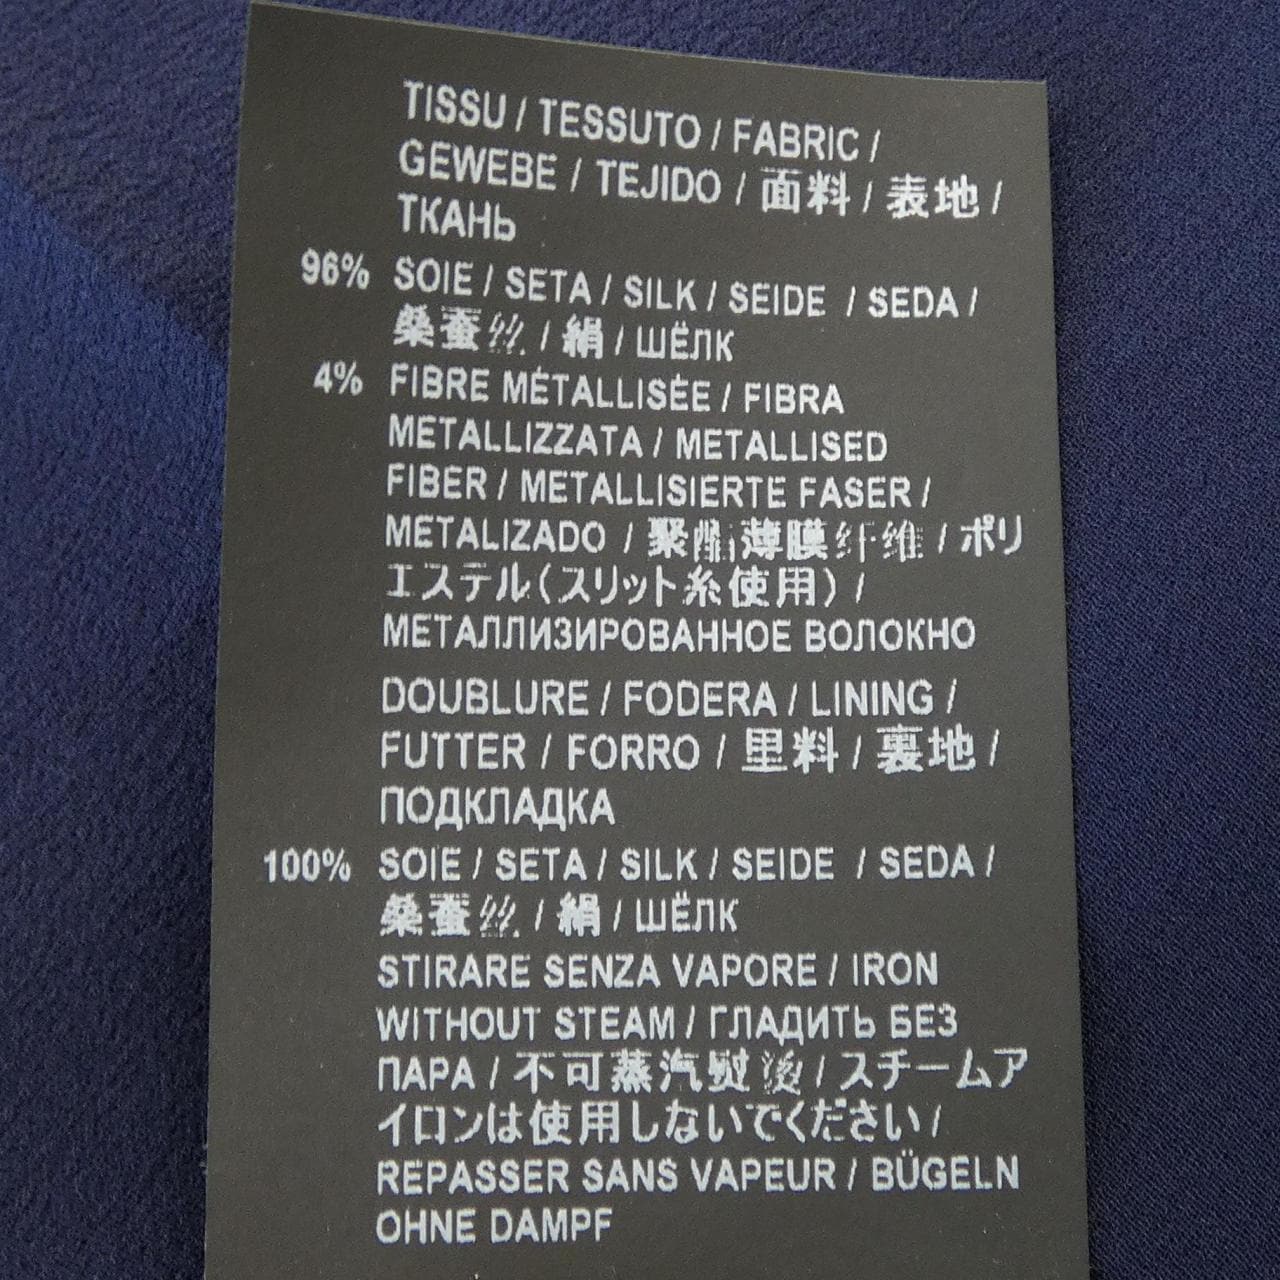 TISSU / TESSUTO / FABRIC /
GEWEBE / TEJIDO / 面料 / 表地 /
ТКАНЬ
96% SOIE / SETA / SILK / SEIDE / SEDA /
桑蚕丝 / 絹 / ШЁЛК
4% FIBRE MÉTALLISÉE / FIBRA
METALLIZZATA / METALLISED
FIBER / METALLISIERTE FASER /
METALIZADO / 聚酯薄膜纤维 / ポリ
エステル(スリット糸使用) /
МЕТАЛЛИЗИРОВАННОЕ ВОЛОКНО
DOUBLURE / FODERA / LINING /
FUTTER / FORRO / 里料 / 裏地 /
ПОДКЛАДКА
100% SOIE / SETA / SILK / SEIDE / SEDA /
桑蚕丝 / 絹 / ШЁЛК
STIRARE SENZA VAPORE / IRON
WITHOUT STEAM / ГЛАДИТЬ БЕЗ
ПАРА / 不可蒸汽熨烫 / スチームア
イロンは使用しないでください /
REPASSER SANS VAPEUR / BÜGELN
OHNE DAMPF